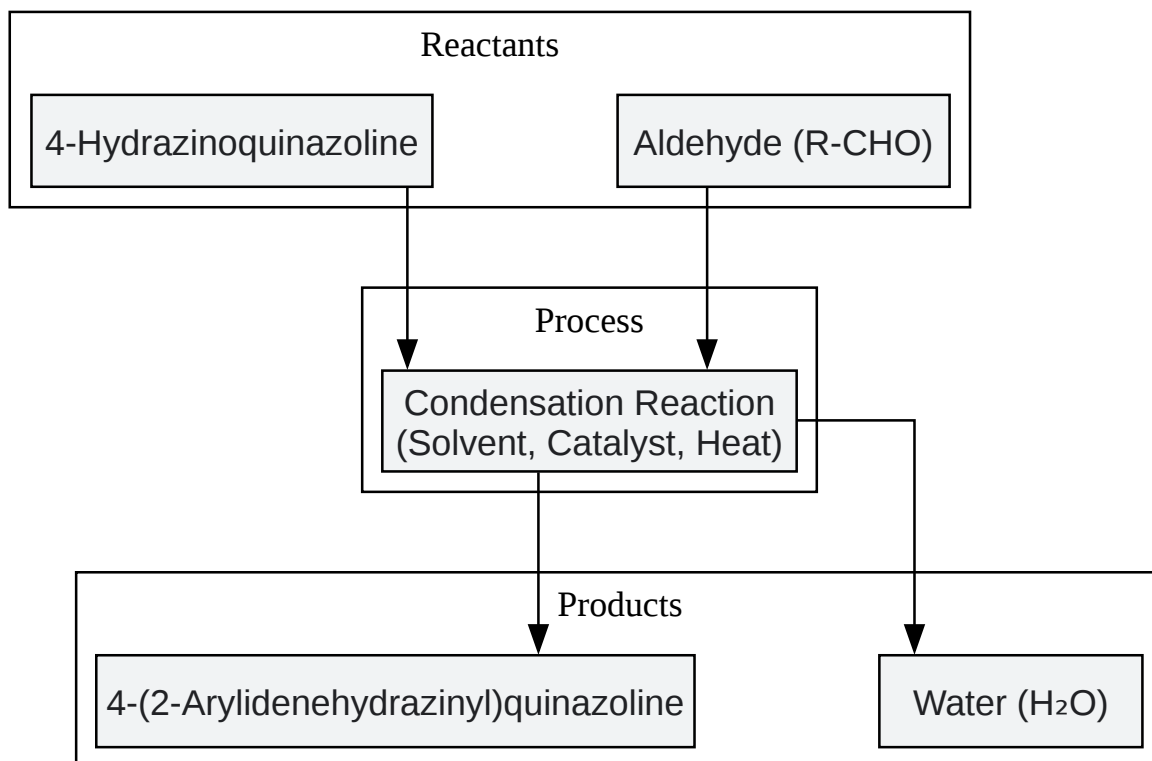 Reactants
4-Hydrazinoquinazoline
Aldehyde (R-CHO)
Process
Condensation Reaction
(Solvent, Catalyst, Heat)
Products
4-(2-Arylidenehydrazinyl)quinazoline
Water (H₂O)